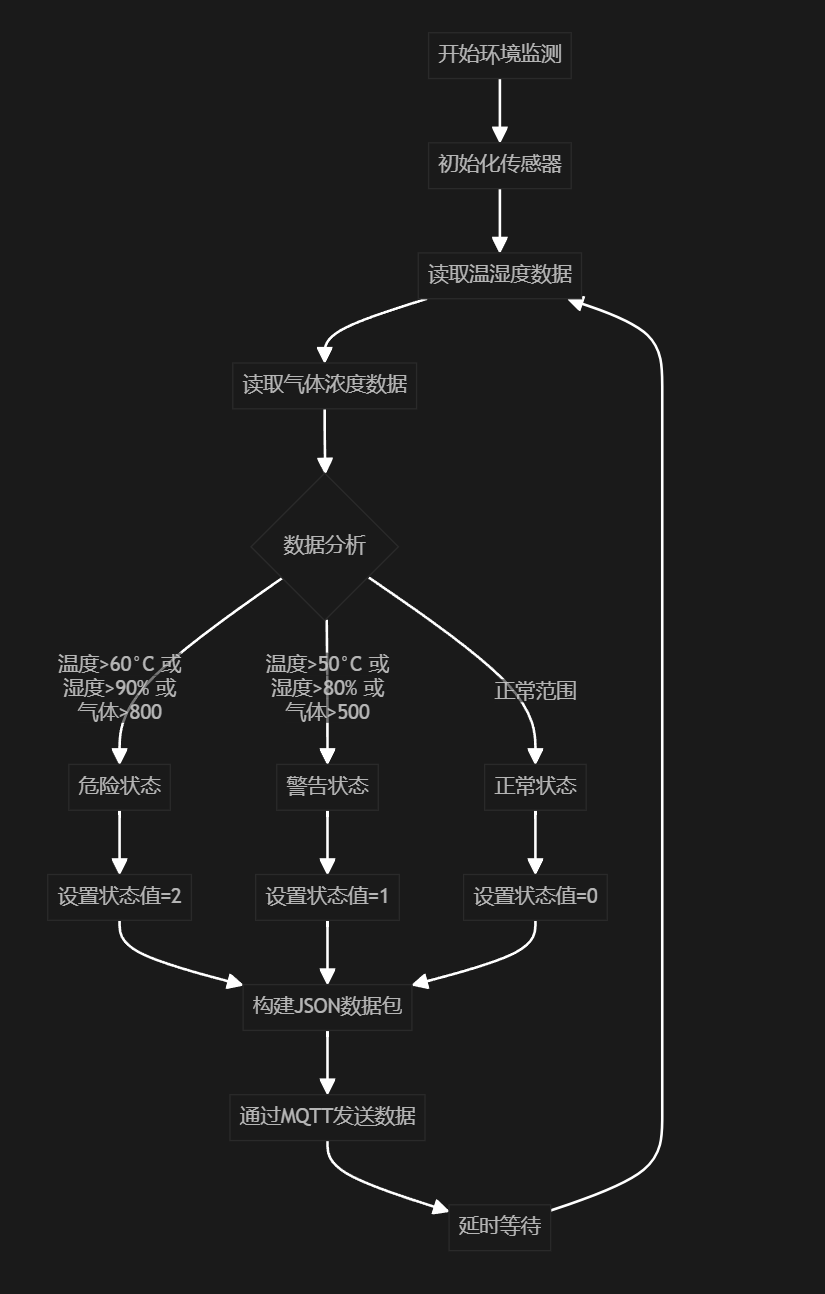 开始环境监测
初始化传感器
读取温湿度数据
读取气体浓度数据
数据分析
温度>60°C 或
湿度>90% 或
气体>800
温度>50°C 或
湿度>80% 或
气体>500
正常范围
危险状态
警告状态
正常状态
设置状态值=2
设置状态值=1
设置状态值=0
构建JSON数据包
通过MQTT发送数据
延时等待